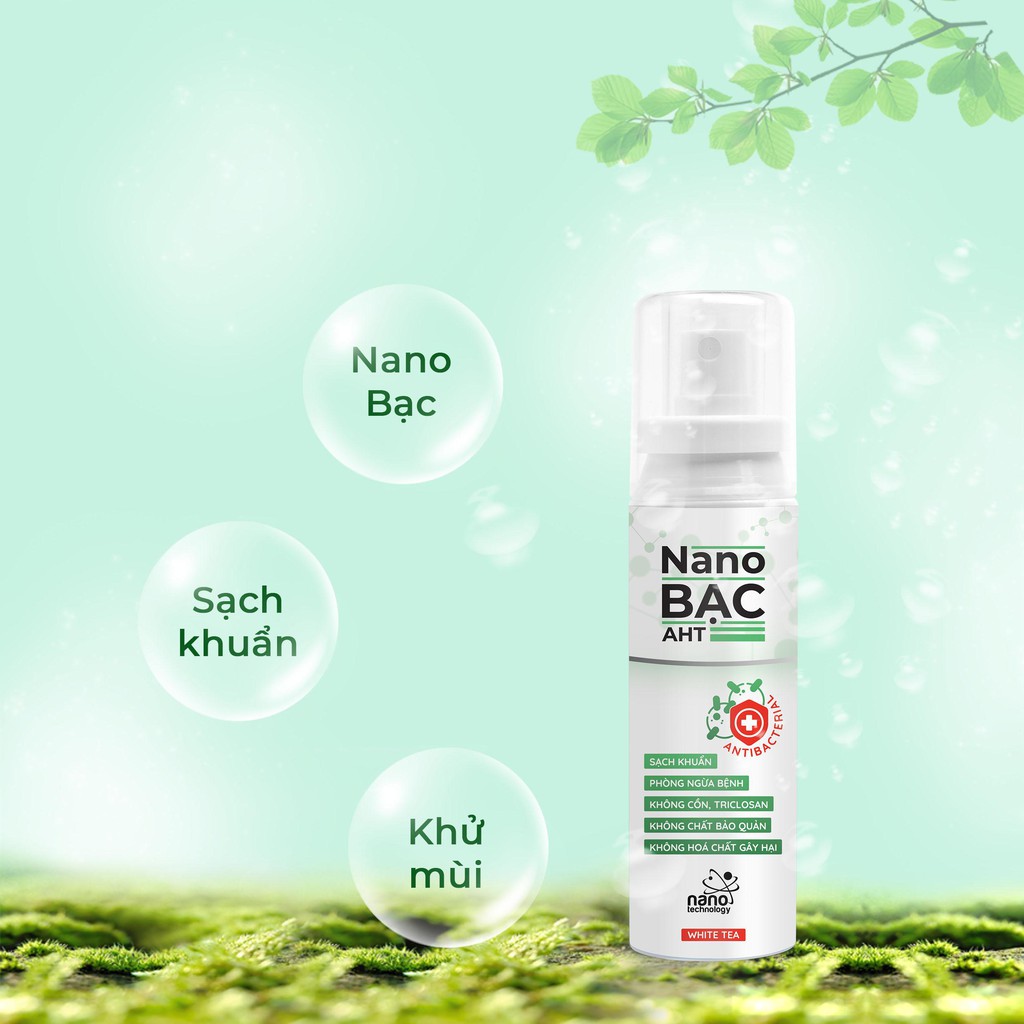 Nano
Bạc
Sạch
khuẩn
Khử
mùi
Nano
BẠC
AHT
ANTIBACTERIAL
SẠCH KHUẨN
PHÒNG NGỪA BỆNH
KHÔNG CỒN, TRICLOSAN
KHÔNG CHẤT BẢO QUẢN
KHÔNG HOÁ CHẤT GÂY HẠI
nano
technology
WHITE TEA